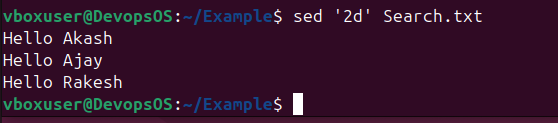 vboxuser@DevopsOS:~/Example$ sed '2d' Search.txt
Hello Akash
Hello Ajay
Hello Rakesh
vboxuser@DevopsOS:~/Example$